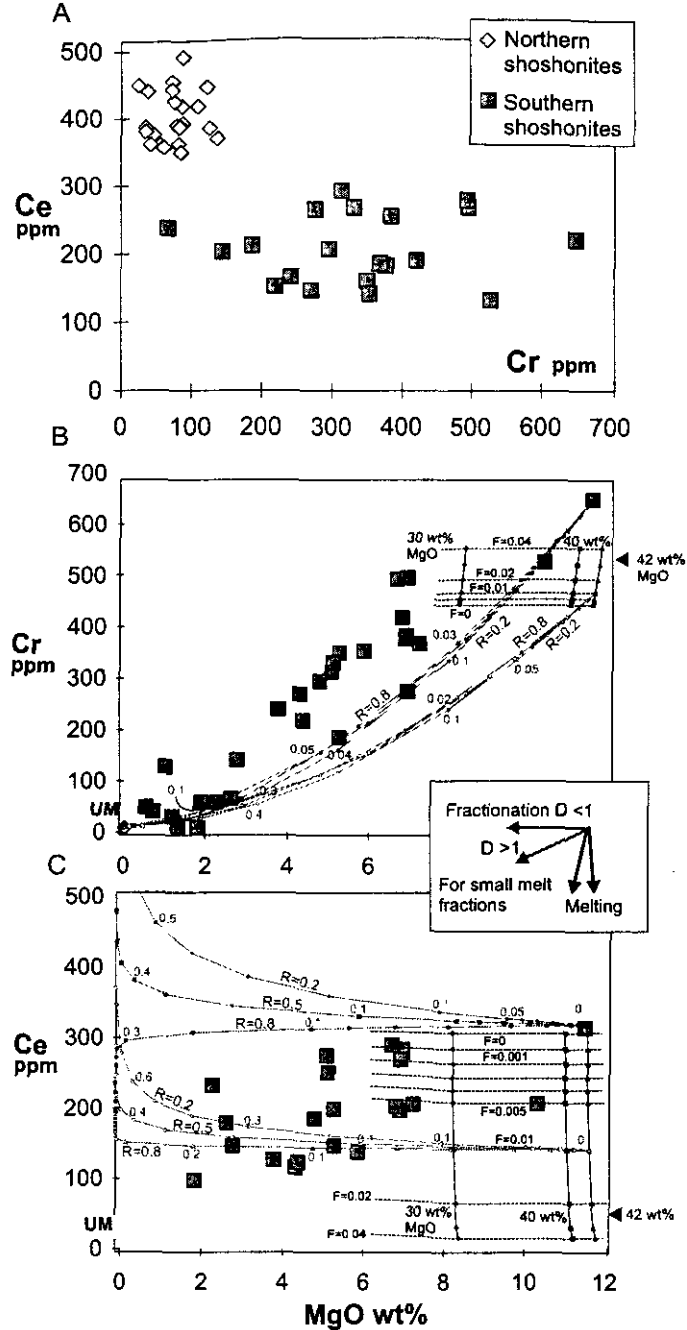 A
500
400
300
Ce
ppm
200
100
0
Northern
shoshonites
Southern
shoshonites
Cr ppm
0 100 200 300 400 500 600 700
B
700
600
500
400
Cr
ppm
300
200
100
UM
0
30 wt%
MgO
F=0.04
40 wt%
42 wt%
MgO
F=0.02
F=0.01
F=0
0.03
0.1
R=0.2
R=0.8
R=0.2
R=0.8
0.05
0.02
0.1
0.05
0.04
0.1
0.3
0.4
0 2 4 6
Fractionation D <1
D >1
For small melt
fractions
Melting
C
600
500
400
300
Ce
ppm
200
100
UM
0
0.5
0.4
R=0.2
R=0.5
0.1
0.1
0.05
0
0.3
R=0.8
0.1
F=0
F=0.001
0.6
R=0.2
F=0.005
0.4
R=0.5
0.3
0.1
0.1
F=0.01
0
R=0.8
0.2
0.1
F=0.02
30 wt%
MgO
40 wt%
42 wt%
F=0.04
0 2 4 6 8 10 12
MgO wt%